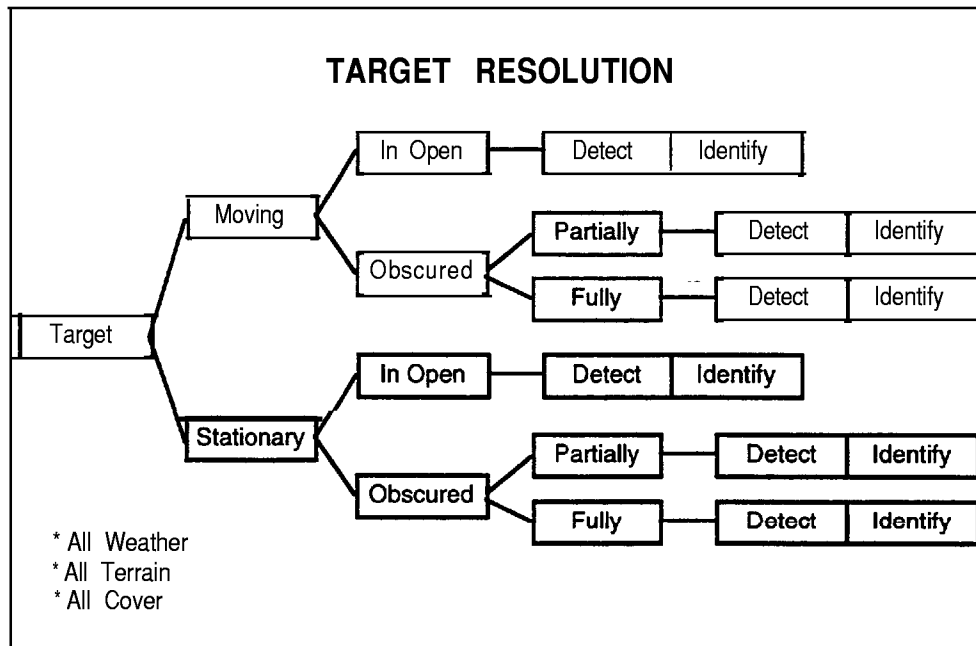 TARGET RESOLUTION
In Open
Detect
Identify
Moving
Partially
Detect
Identify
Obscured
Fully
Detect
Identify
Target
In Open
Detect
Identify
Stationary
Partially
Detect
Identify
Obscured
Fully
Detect
Identify
* All Weather
* All Terrain
* All Cover